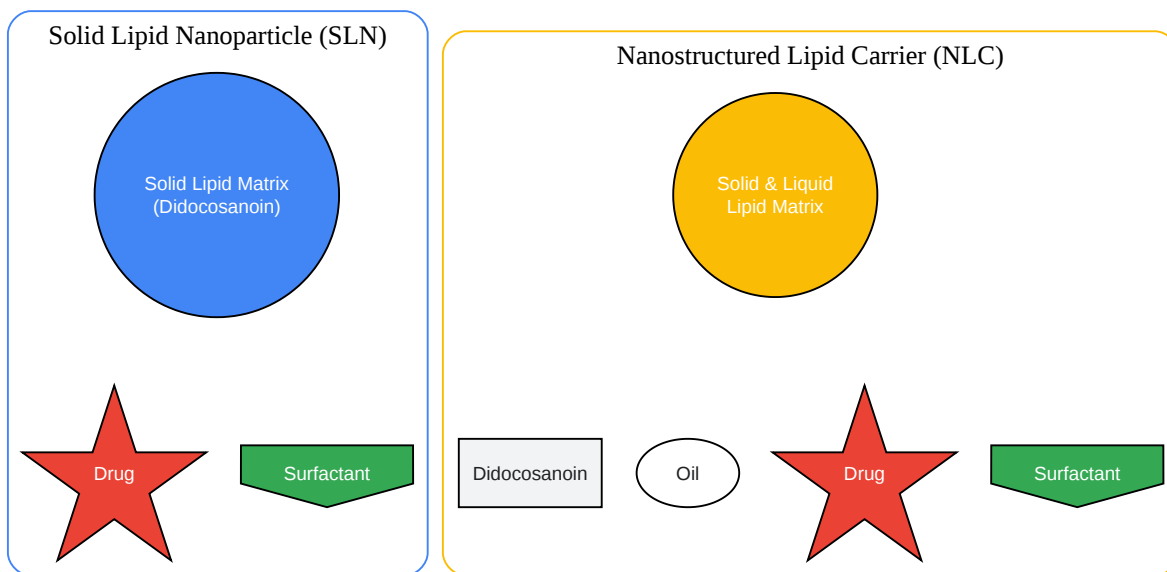 Solid Lipid Nanoparticle (SLN)
Solid Lipid Matrix
(Didocosanoin)
Drug
Surfactant
Nanostructured Lipid Carrier (NLC)
Solid & Liquid
Lipid Matrix
Didocosanoin
Oil
Drug
Surfactant